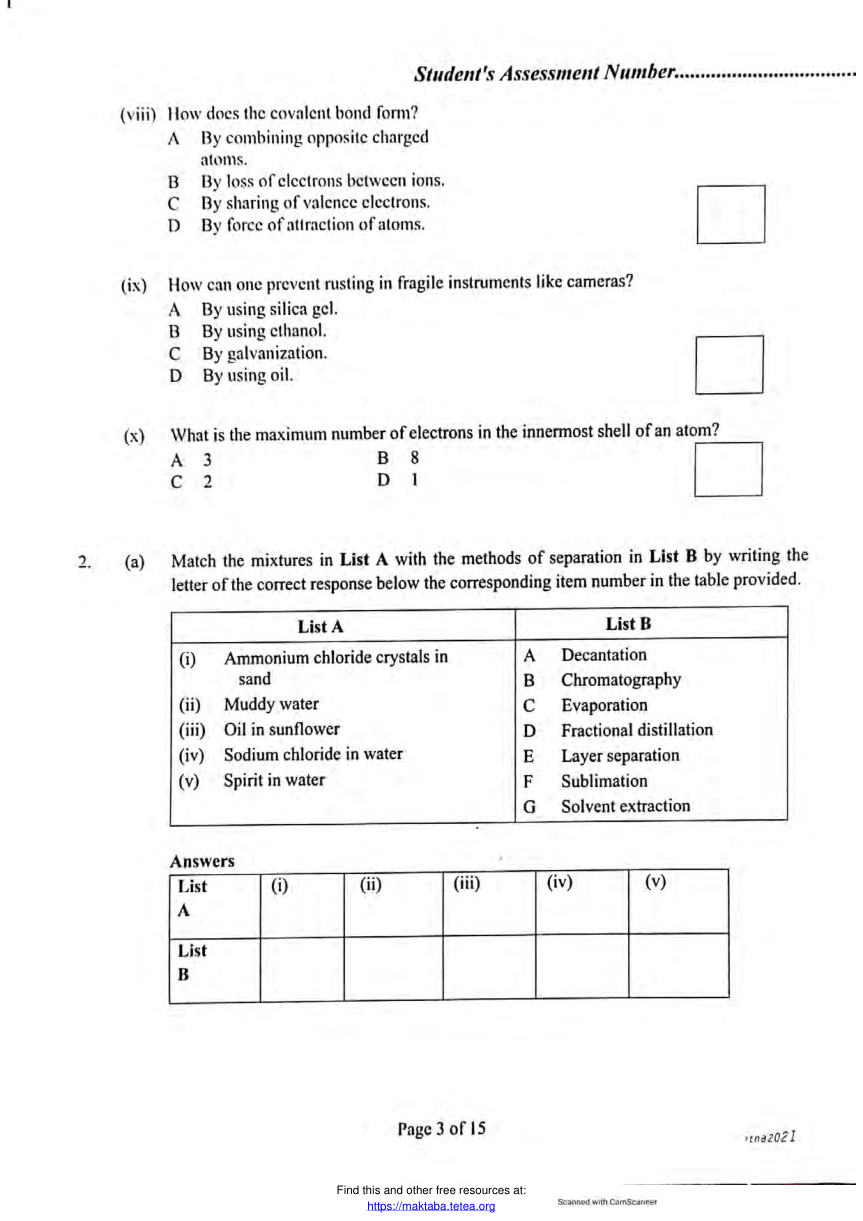 Student's Assessment Number....................................
(viii) How does the covalent bond form?
A By combining opposite charged
atoms.
B By loss of electrons between ions.
C By sharing of valence electrons.
D By force of attraction of atoms.
(ix) How can one prevent rusting in fragile instruments like cameras?
A By using silica gel.
B By using ethanol.
C By galvanization.
D By using oil.
(x) What is the maximum number of electrons in the innermost shell of an atom?
A 3 B 8
C 2 D 1
2. (a) Match the mixtures in List A with the methods of separation in List B by writing the
letter of the correct response below the corresponding item number in the table provided.
List A List B
(i) Ammonium chloride crystals in A Decantation
sand B Chromatography
(ii) Muddy water C Evaporation
(iii) Oil in sunflower D Fractional distillation
(iv) Sodium chloride in water E Layer separation
(v) Spirit in water F Sublimation
G Solvent extraction
Answers
List (i) (ii) (iii) (iv) (v)
A
List
B
Page 3 of 15
Find this and other free resources at:
https://maktaba.tetea.org
Scanned with CamScanner